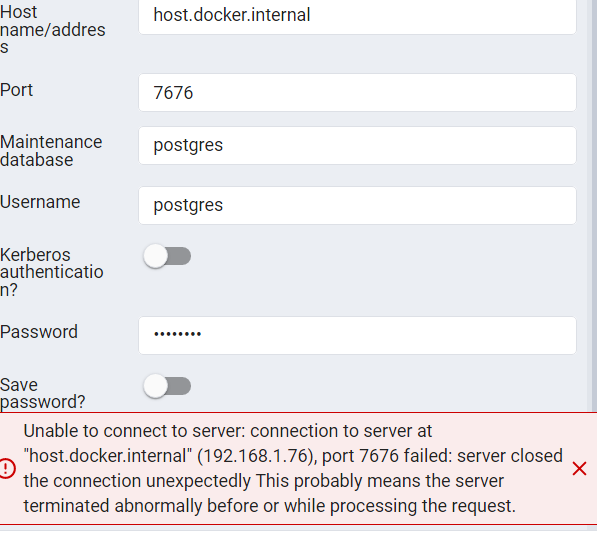 Host
name/addres
s
host.docker.internal
Port
7676
Maintenance
database
postgres
Username
postgres
Kerberos
authenticatio
n?
Password
••••••••
Save
password?
Unable to connect to server: connection to server at
"host.docker.internal" (192.168.1.76), port 7676 failed: server closed
the connection unexpectedly This probably means the server
terminated abnormally before or while processing the request.